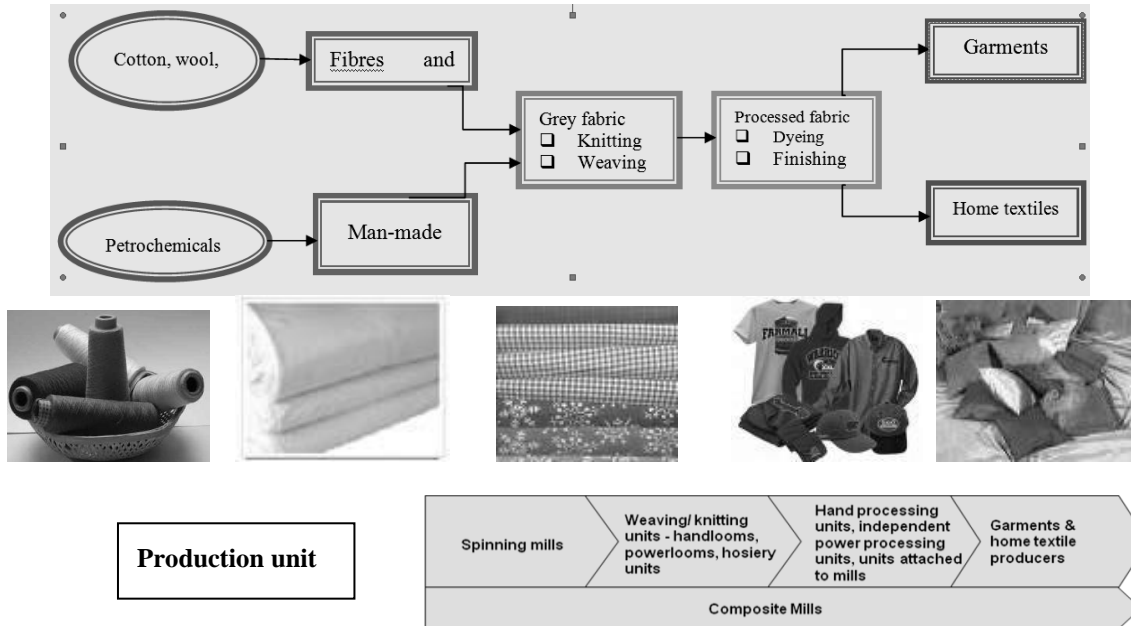 Cotton, wool,
Fibres and
Garments
Grey fabric
❑ Knitting
❑ Weaving
Processed fabric
❑ Dyeing
❑ Finishing
Petrochemicals
Man-made
Home textiles
FARMALL
Production unit
Spinning mills
Weaving/ knitting
units - handlooms,
powerlooms, hosiery
units
Hand processing
units, independent
power processing
units, units attached
to mills
Garments &
home textile
producers
Composite Mills